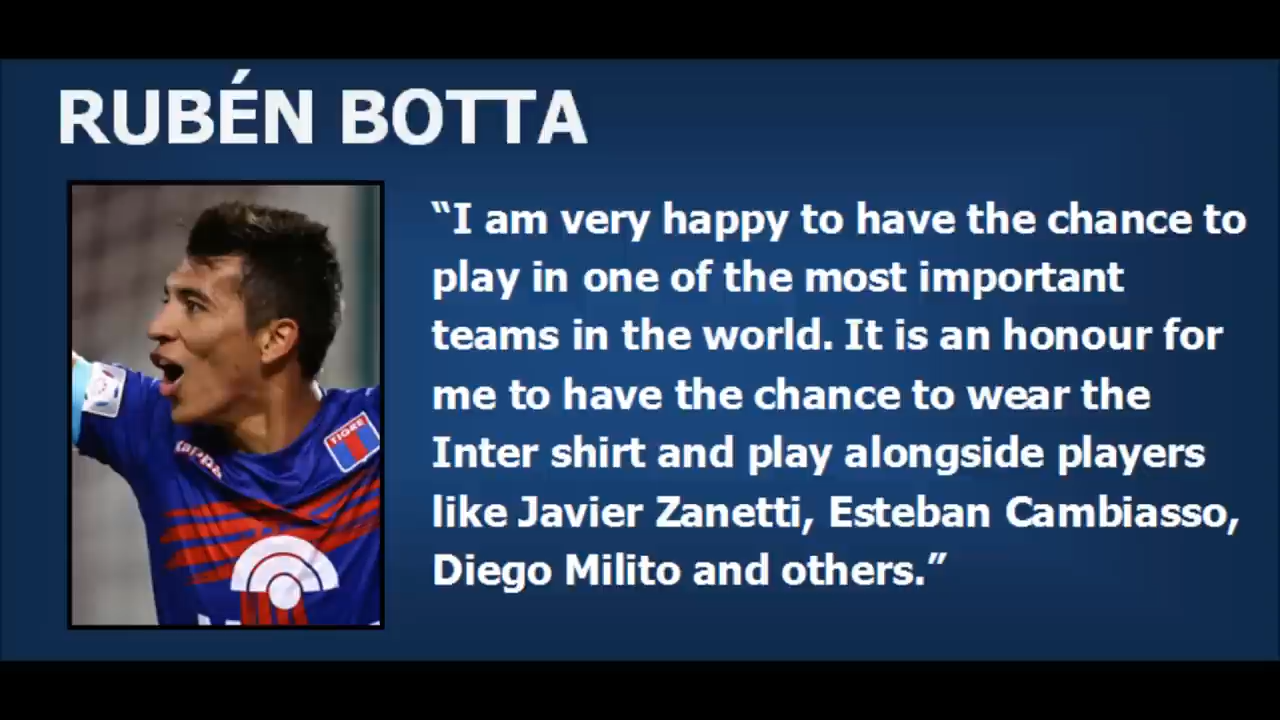 RUBÉN BOTTA
“I am very happy to have the chance to
play in one of the most important
teams in the world. It is an honour for
me to have the chance to wear the
Inter shirt and play alongside players
like Javier Zanetti, Esteban Cambiasso,
Diego Milito and others.”
TIGRE
Kappa